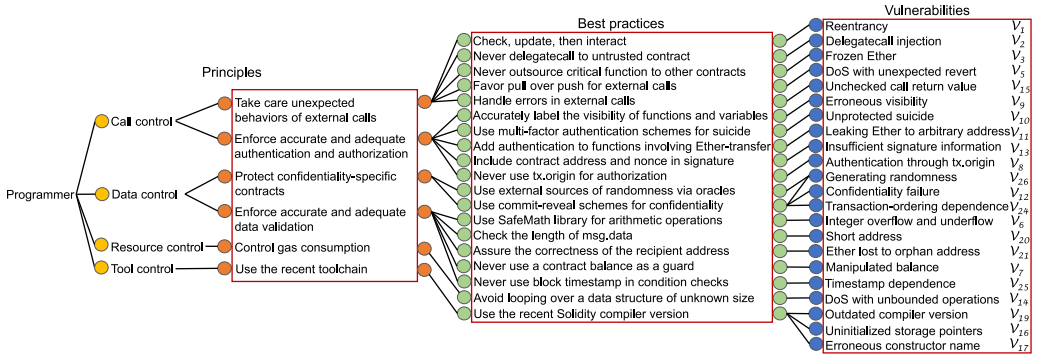 Vulnerabilities
Best practices
Principles
Programmer
Call control
Data control
Resource control
Tool control
Take care unexpected
behaviors of external calls
Enforce accurate and adequate
authentication and authorization
Protect confidentiality-specific
contracts
Enforce accurate and adequate
data validation
Control gas consumption
Use the recent toolchain
Check, update, then interact
Never delegatecall to untrusted contract
Never outsource critical function to other contracts
Favor pull over push for external calls
Handle errors in external calls
Accurately label the visibility of functions and variables
Use multi-factor authentication schemes for suicide
Add authentication to functions involving Ether-transfer
Include contract address and nonce in signature
Never use tx.origin for authorization
Use external sources of randomness via oracles
Use commit-reveal schemes for confidentiality
Use SafeMath library for arithmetic operations
Check the length of msg.data
Assure the correctness of the recipient address
Never use a contract balance as a guard
Never use block timestamp in condition checks
Avoid looping over a data structure of unknown size
Use the recent Solidity compiler version
Reentrancy V1
Delegatecall injection V2
Frozen Ether V3
DoS with unexpected revert V5
Unchecked call return value V15
Erroneous visibility V9
Unprotected suicide V10
Leaking Ether to arbitrary address V11
Insufficient signature information V13
Authentication through tx.origin V8
Generating randomness V26
Confidentiality failure V12
Transaction-ordering dependence V24
Integer overflow and underflow V6
Short address V20
Ether lost to orphan address V21
Manipulated balance V7
Timestamp dependence V25
DoS with unbounded operations V14
Outdated compiler version V19
Uninitialized storage pointers V16
Erroneous constructor name V17